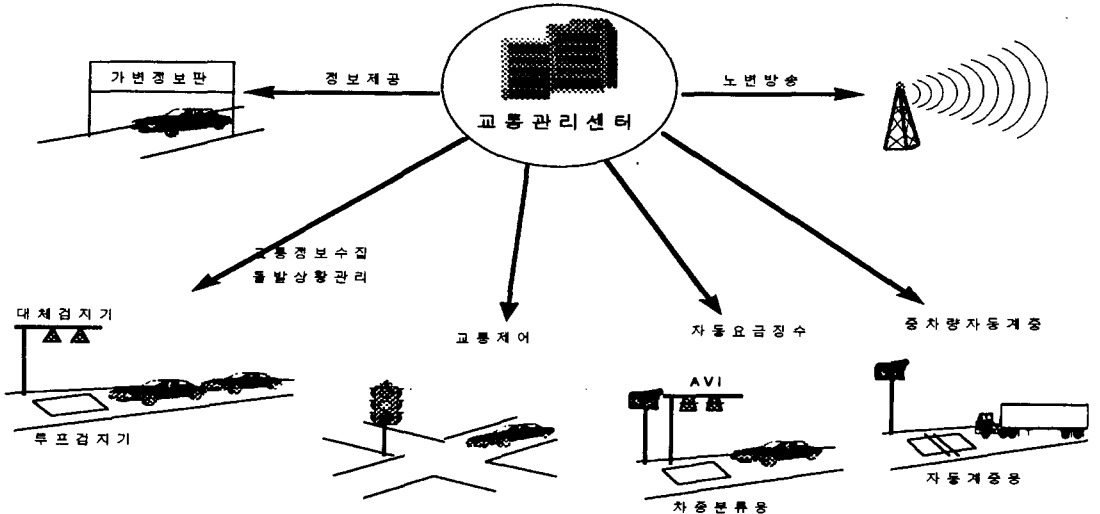 가변정보판
정보제공
교통관리센터
노변방송
교통정보수집
돌발상황관리
대체검지기
루프검지기
교통제어
자동요금징수
AVI
차종분류용
중차량자동계중
자동계중용